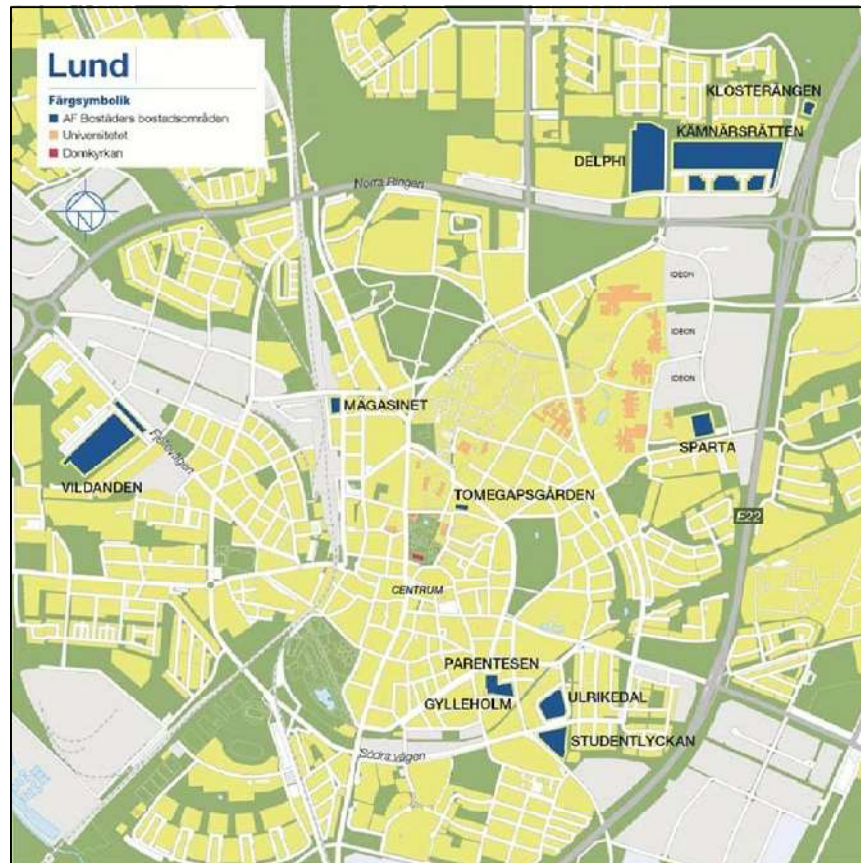 Lund
Färgsymbolik
AF Bostäders bostadsområden
Universitetet
Domkyrkan
N
KLOSTERÄNGEN
KÄMNÄRSRÄTTEN
DELPHI
Norra Ringen
IDEON
IDEON
IDEON
MAGASINET
SPARTA
Fjelievägen
VILDANDEN
TOMEGAPSGÅRDEN
E22
CENTRUM
PARENTESEN
GYLLEHOLM
ULRIKEDAL
STUDENTLYCKAN
Södra vägen